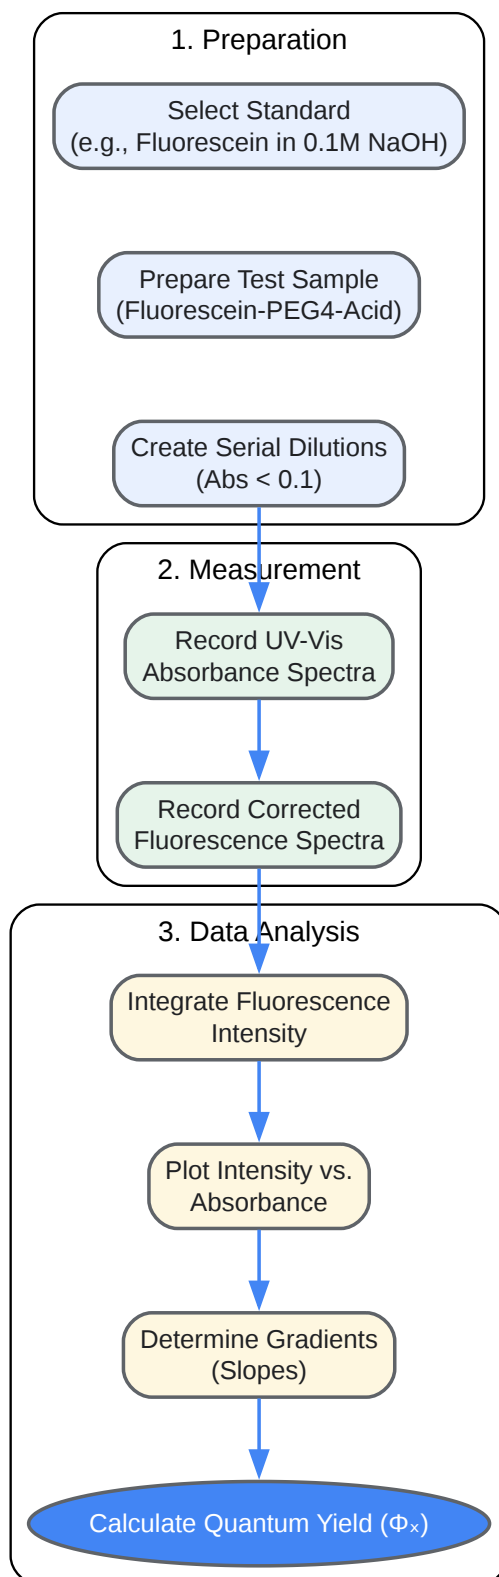 1. Preparation
Select Standard
(e.g., Fluorescein in 0.1M NaOH)
Prepare Test Sample
(Fluorescein-PEG4-Acid)
Create Serial Dilutions
(Abs < 0.1)
2. Measurement
Record UV-Vis
Absorbance Spectra
Record Corrected
Fluorescence Spectra
3. Data Analysis
Integrate Fluorescence
Intensity
Plot Intensity vs.
Absorbance
Determine Gradients
(Slopes)
Calculate Quantum Yield (Φₓ)